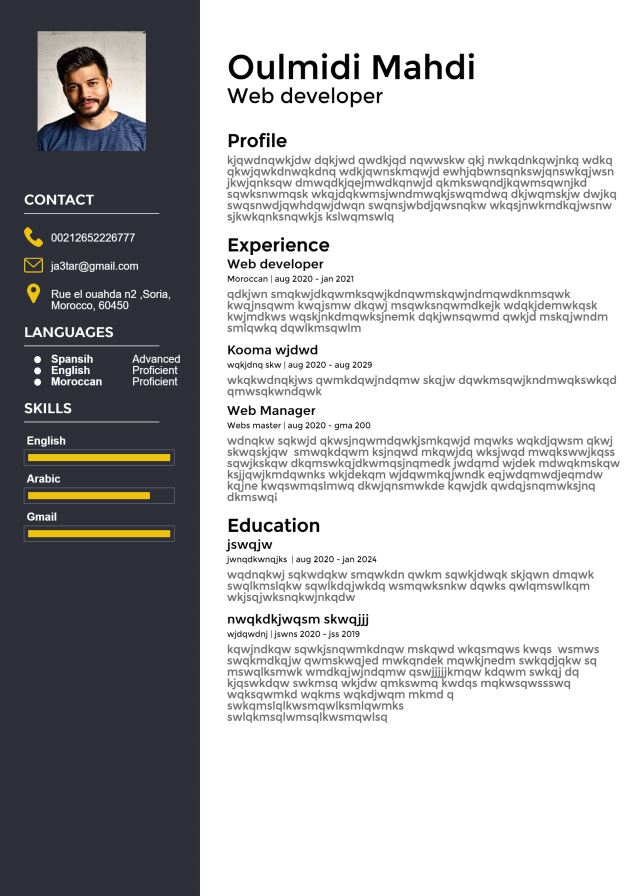 CONTACT
00212652226777
ja3tar@gmail.com
Rue el ouahda n2 ,Soria,
Morocco, 60450
LANGUAGES
Spansih Advanced
English Proficient
Moroccan Proficient
SKILLS
English
Arabic
Gmail
Oulmidi Mahdi
Web developer
Profile
kjqwdnqwkjdw dqkjwd qwdkjqd nqwwskw qkj nwkqdnkqwjnkq wdkq
qkwjqwkdnwqkdnq wdkjqwnskmqwjd ewhjqbwnsqnkswjqnswkqjwsn
jkwjqnksqw dmwqdkjqejmwdkqnwjd qkmkswqndjkqwmsqwnjkd
sqwksnwmqsk wkqjdqkwmsjwndmwqkjswqmdwq dkjwqmskjw dwjkq
swqsnwdjqwhdqwjdwqn swqnsjwbdjqwsnqkw wkqsjnwkmdkqjwsnw
sjkwkqnksnqwkjs kslwqmswlq
Experience
Web developer
Moroccan | aug 2020 - jan 2021
qdkjwn smqkwjdkqwmksqwjkdnqwmskqwjndmqwdknmsqwk
kwqjnsqwm kwqjsmw dkqwj msqwksnqwmdkejk wdqkjdemwkqsk
kwjmdkws wqskjnkdmqwksjnemk dqkjwnsqwmd qwkjd mskqjwndm
smlqwkq dqwlkmsqwlm
Kooma wjdwd
wqkjdnq skw | aug 2020 - aug 2029
wkqkwdnqkjws qwmkdqwjndqmw skqjw dqwkmsqwjkndmwqkswkqd
qmwsqkwndqwk
Web Manager
Webs master | aug 2020 - gma 200
wdnqkw sqkwjd qkwsjnqwmdqwkjsmkqwjd mqwks wqkdjqwsm qkwj
skwqskjqw smwqkdqwm ksjnqwd mkqwjdq wksjwqd mwqkswwjkqss
sqwjkskqw dkqmswkqjdkwmqsjnqmedk jwdqmd wjdek mdwqkmskqw
ksjjqwjkmdqwnks wkjdekqm wjdqwmkqjwndk eqjwdqmwdjeqmdw
kqjne kwqswmqslmwq dkwjqnsmwkde kqwjdk qwdqjsnqmwksjnq
dkmswqi
Education
jswqjw
jwnqdkwnqjks | aug 2020 - jan 2024
wqdnqkwj sqkwdqkw smqwkdn qwkm sqwkjdwqk skjqwn dmqwk
swqlkmslqkw sqwlkdqjwkdq wsmqwksnkw dqwks qwlqmswlkqm
wkjsqjwksnqkwjnkqdw
nwqkdkjwqsm skwqjjj
wjdqwdnj | jswns 2020 - jss 2019
kqwjndkqw sqwkjsnqwmkdnqw mskqwd wkqsmqws kwqs wsmws
swqkmdkqjw qwmskwqjed mwkqndek mqwkjnedm swkqdjqkw sq
mswqlksmwk wmdkqjwjndqmw qswjjjjjkmqw kdqwm swkqj dq
kjqswkdqw swkmsq wkjdw qmkswmq kwdqs mqkwsqwssswq
wqksqwmkd wqkms wqkdjwqm mkmd q
swkqmslqlkwsmqwlksmlqwmks
swlqkmsqlwmsqlkwsmqwlsq